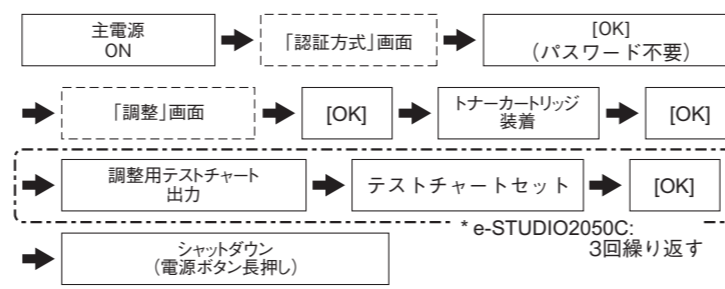 主電源
ON
「認証方式」画面
[OK]
(パスワード不要)
「調整」画面
[OK]
トナーカートリッジ
装着
[OK]
調整用テストチャート
出力
テストチャートセット
[OK]
* e-STUDIO2050C:
3回繰り返す
シャットダウン
(電源ボタン長押し)